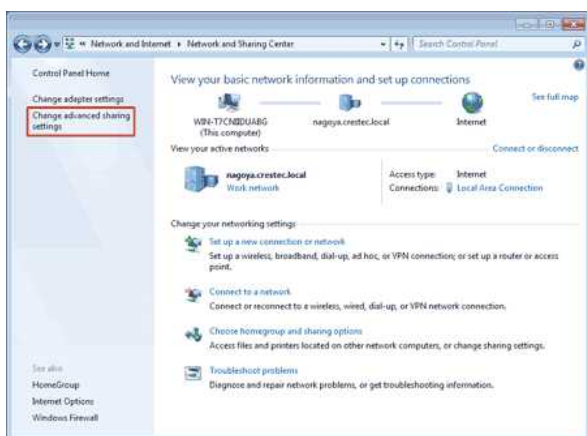 Network and Internet ▸ Network and Sharing Center
Search Control Panel
Control Panel Home
Change adapter settings
Change advanced sharing
settings
View your basic network information and set up connections
See full map
(This computer)
nagoya.crestec.local
Internet
View your active networks
Connect or disconnect
nagoya.crestec.local
Work network
Access type: Internet
Connections: Local Area Connection
Change your networking settings
Set up a new connection or network
Set up a wireless, broadband, dial-up, ad hoc, or VPN connection; or set up a router or access
point.
Connect to a network
Connect or reconnect to a wireless, wired, dial-up, or VPN network connection.
Choose homegroup and sharing options
Access files and printers located on other network computers, or change sharing settings.
Troubleshoot problems
Diagnose and repair network problems, or get troubleshooting information.
See also
HomeGroup
Internet Options
Windows Firewall